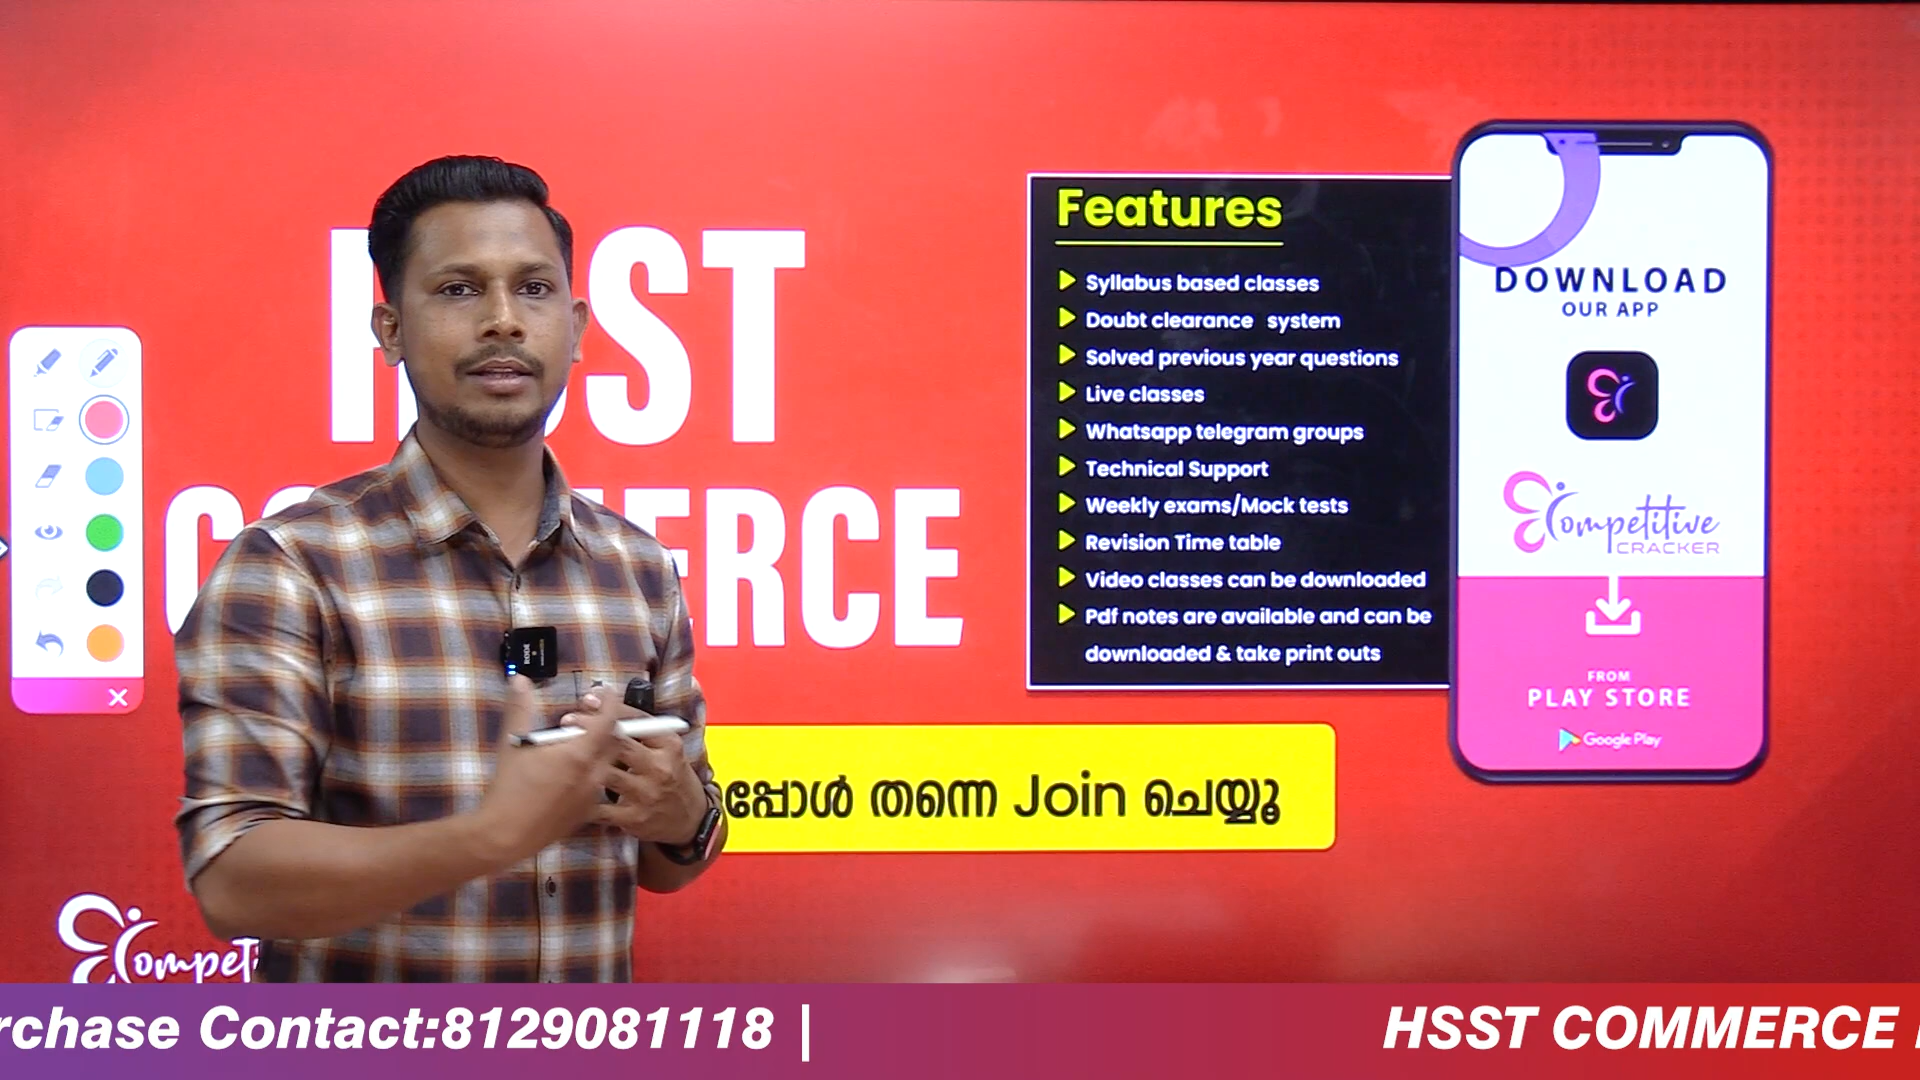 Features
Syllabus based classes
Doubt clearance system
Solved previous year questions
Live classes
Whatsapp telegram groups
Technical Support
Weekly exams/Mock tests
Revision Time table
Video classes can be downloaded
Pdf notes are available and can be
downloaded & take print outs
DOWNLOAD
OUR APP
Competitive
CRACKER
FROM
PLAY STORE
Google Play
തന്നെ Join ചെയ്യൂ
RODE
Contact:8129081118 |
HSST COMMERCE